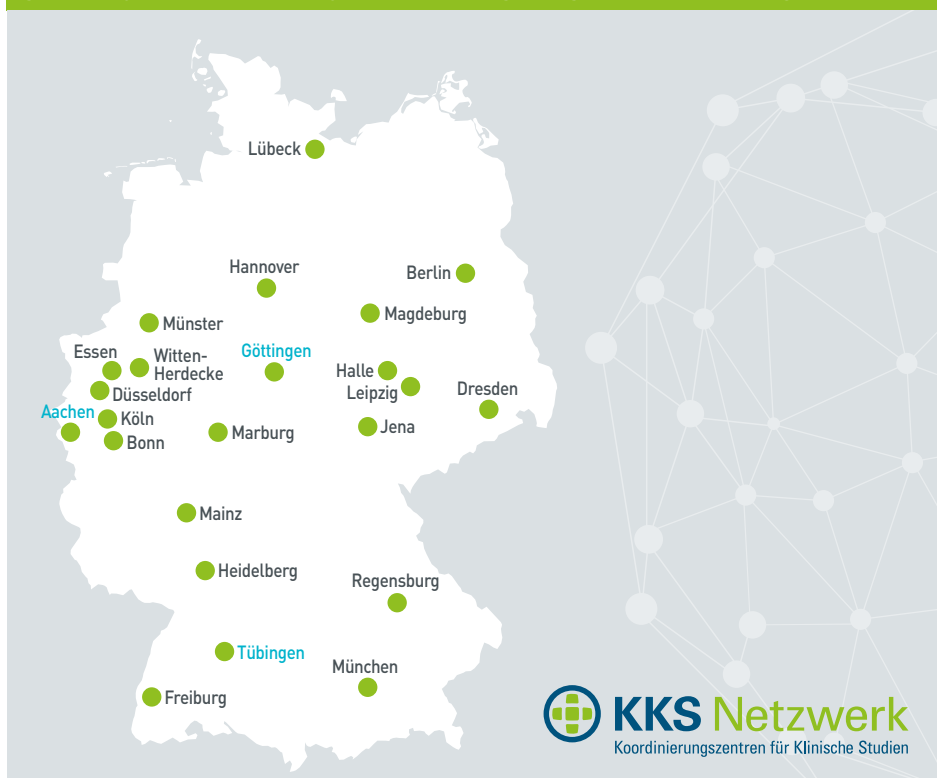 Lübeck
Hannover
Berlin
Magdeburg
Münster
Essen
Witten-
Herdecke
Göttingen
Halle
Leipzig
Düsseldorf
Dresden
Aachen
Köln
Bonn
Marburg
Jena
Mainz
Heidelberg
Regensburg
Tübingen
München
Freiburg
KKS Netzwerk
Koordinierungszentren für Klinische Studien